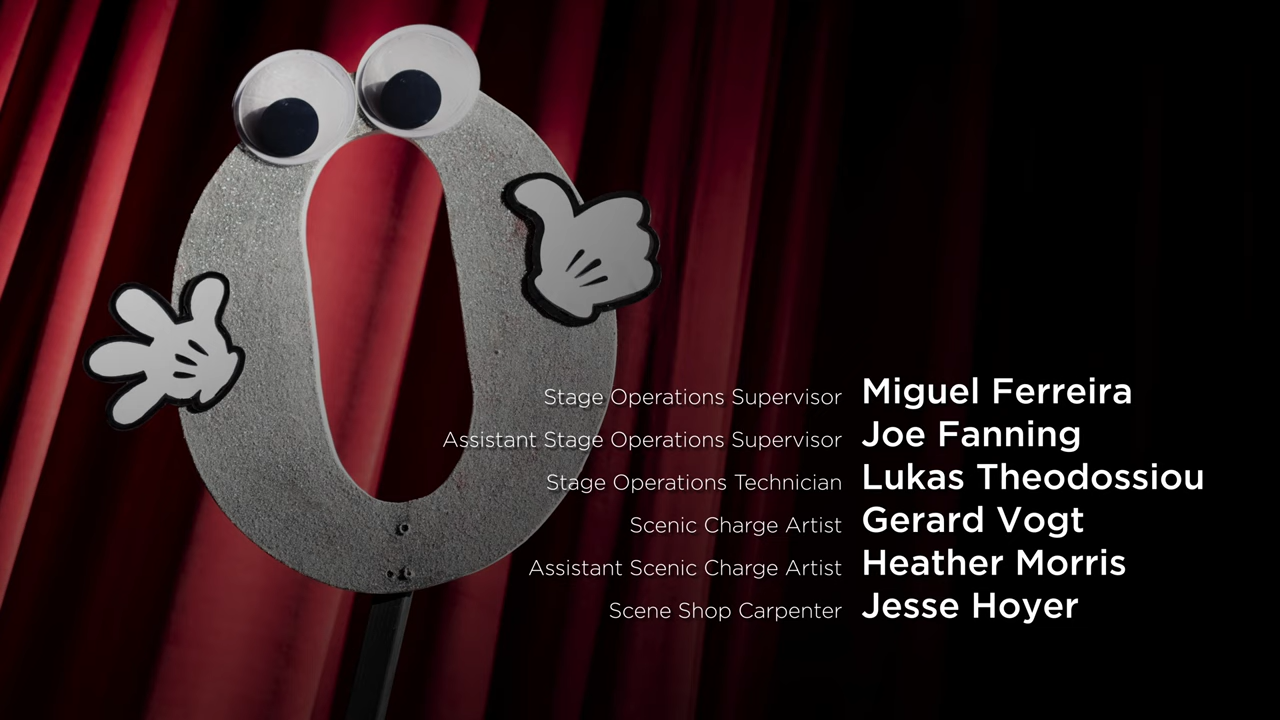 Stage Operations Supervisor Miguel Ferreira
Assistant Stage Operations Supervisor Joe Fanning
Stage Operations Technician Lukas Theodossiou
Scenic Charge Artist Gerard Vogt
Assistant Scenic Charge Artist Heather Morris
Scene Shop Carpenter Jesse Hoyer